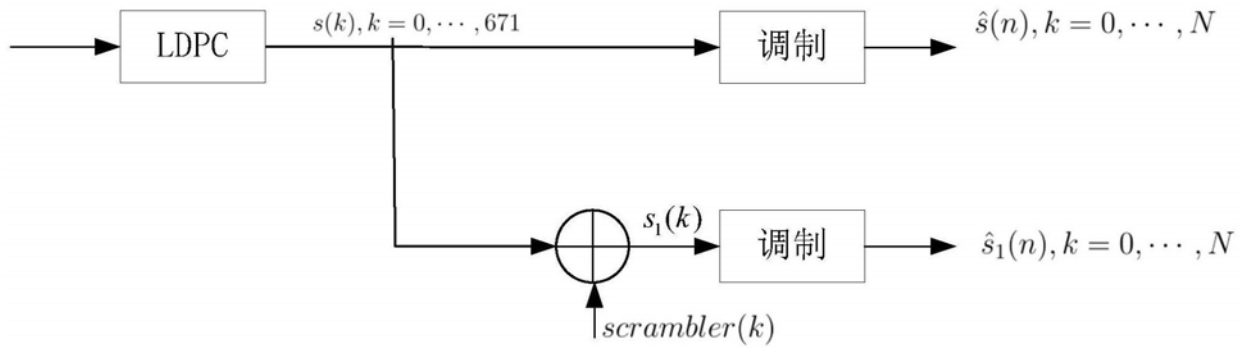 LDPC
s(k), k = 0, ⋯ , 671
调制
ŝ(n), k = 0, ⋯ , N
s₁(k)
调制
ŝ₁(n), k = 0, ⋯ , N
scrambler(k)